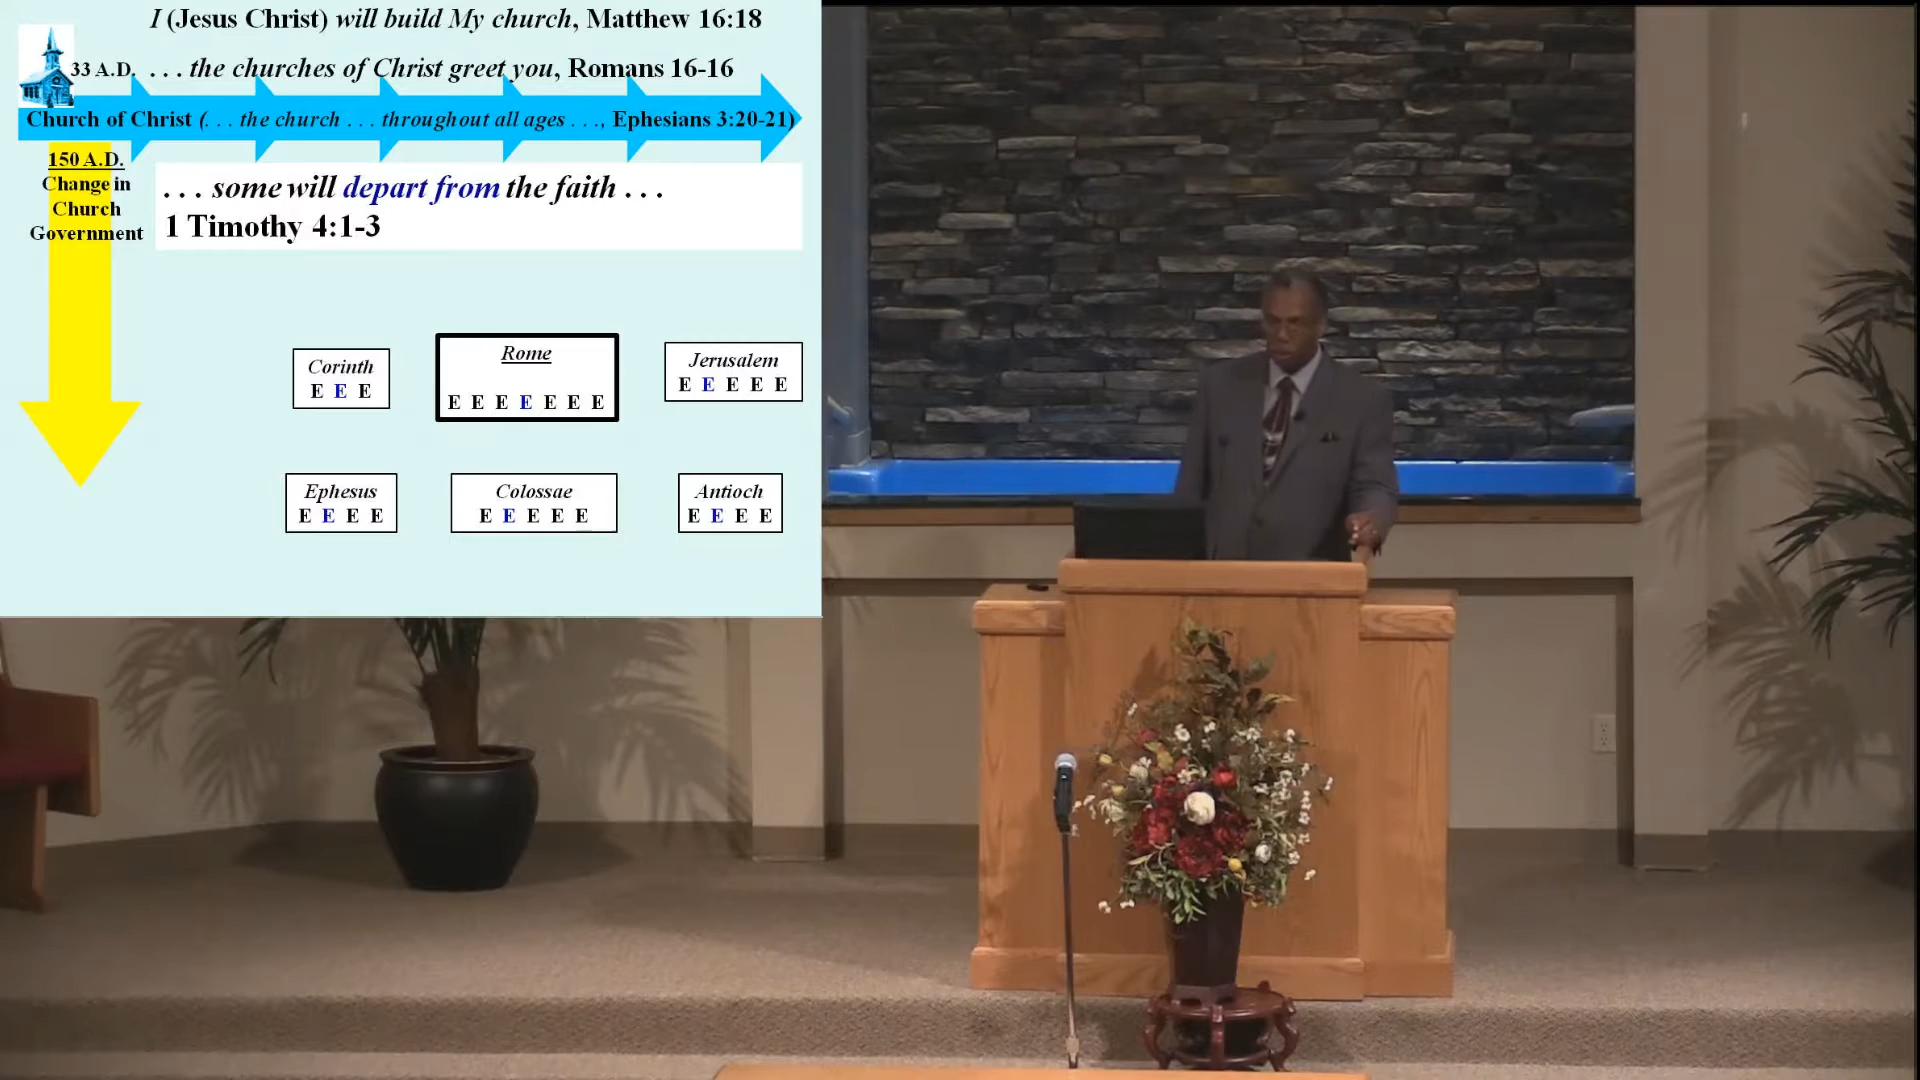 I (Jesus Christ) will build My church, Matthew 16:18
33 A.D. . . . the churches of Christ greet you, Romans 16-16
Church of Christ (. . . the church . . . throughout all ages . . ., Ephesians 3:20-21)
150 A.D.
Change in
Church
Government
. . . some will depart from the faith . . .
1 Timothy 4:1-3
Corinth
E E E
Rome
E E E E E E E
Jerusalem
E E E E E
Ephesus
E E E E
Colossae
E E E E E
Antioch
E E E E